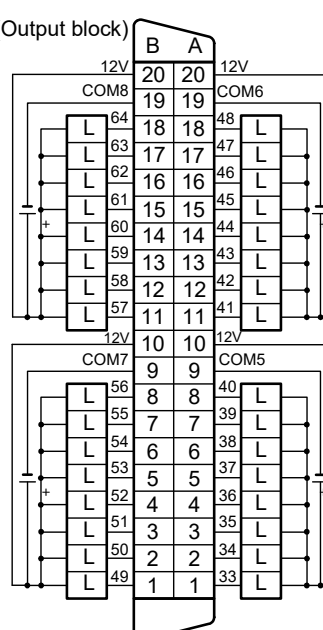 Output block)
B A
12V 20 20 12V
COM8 19 19 COM6
L 64 18 18 48 L
L 63 17 17 47 L
L 62 16 16 46 L
L 61 15 15 45 L
+ L 60 14 14 44 L
L 59 13 13 43 L
L 58 12 12 42 L
L 57 11 11 41 L
12V 10 10 12V
COM7 9 9 COM5
L 56 8 8 40 L
L 55 7 7 39 L
L 54 6 6 38 L
L 53 5 5 37 L
+ L 52 4 4 36 L
L 51 3 3 35 L
L 50 2 2 34 L
L 49 1 1 33 L